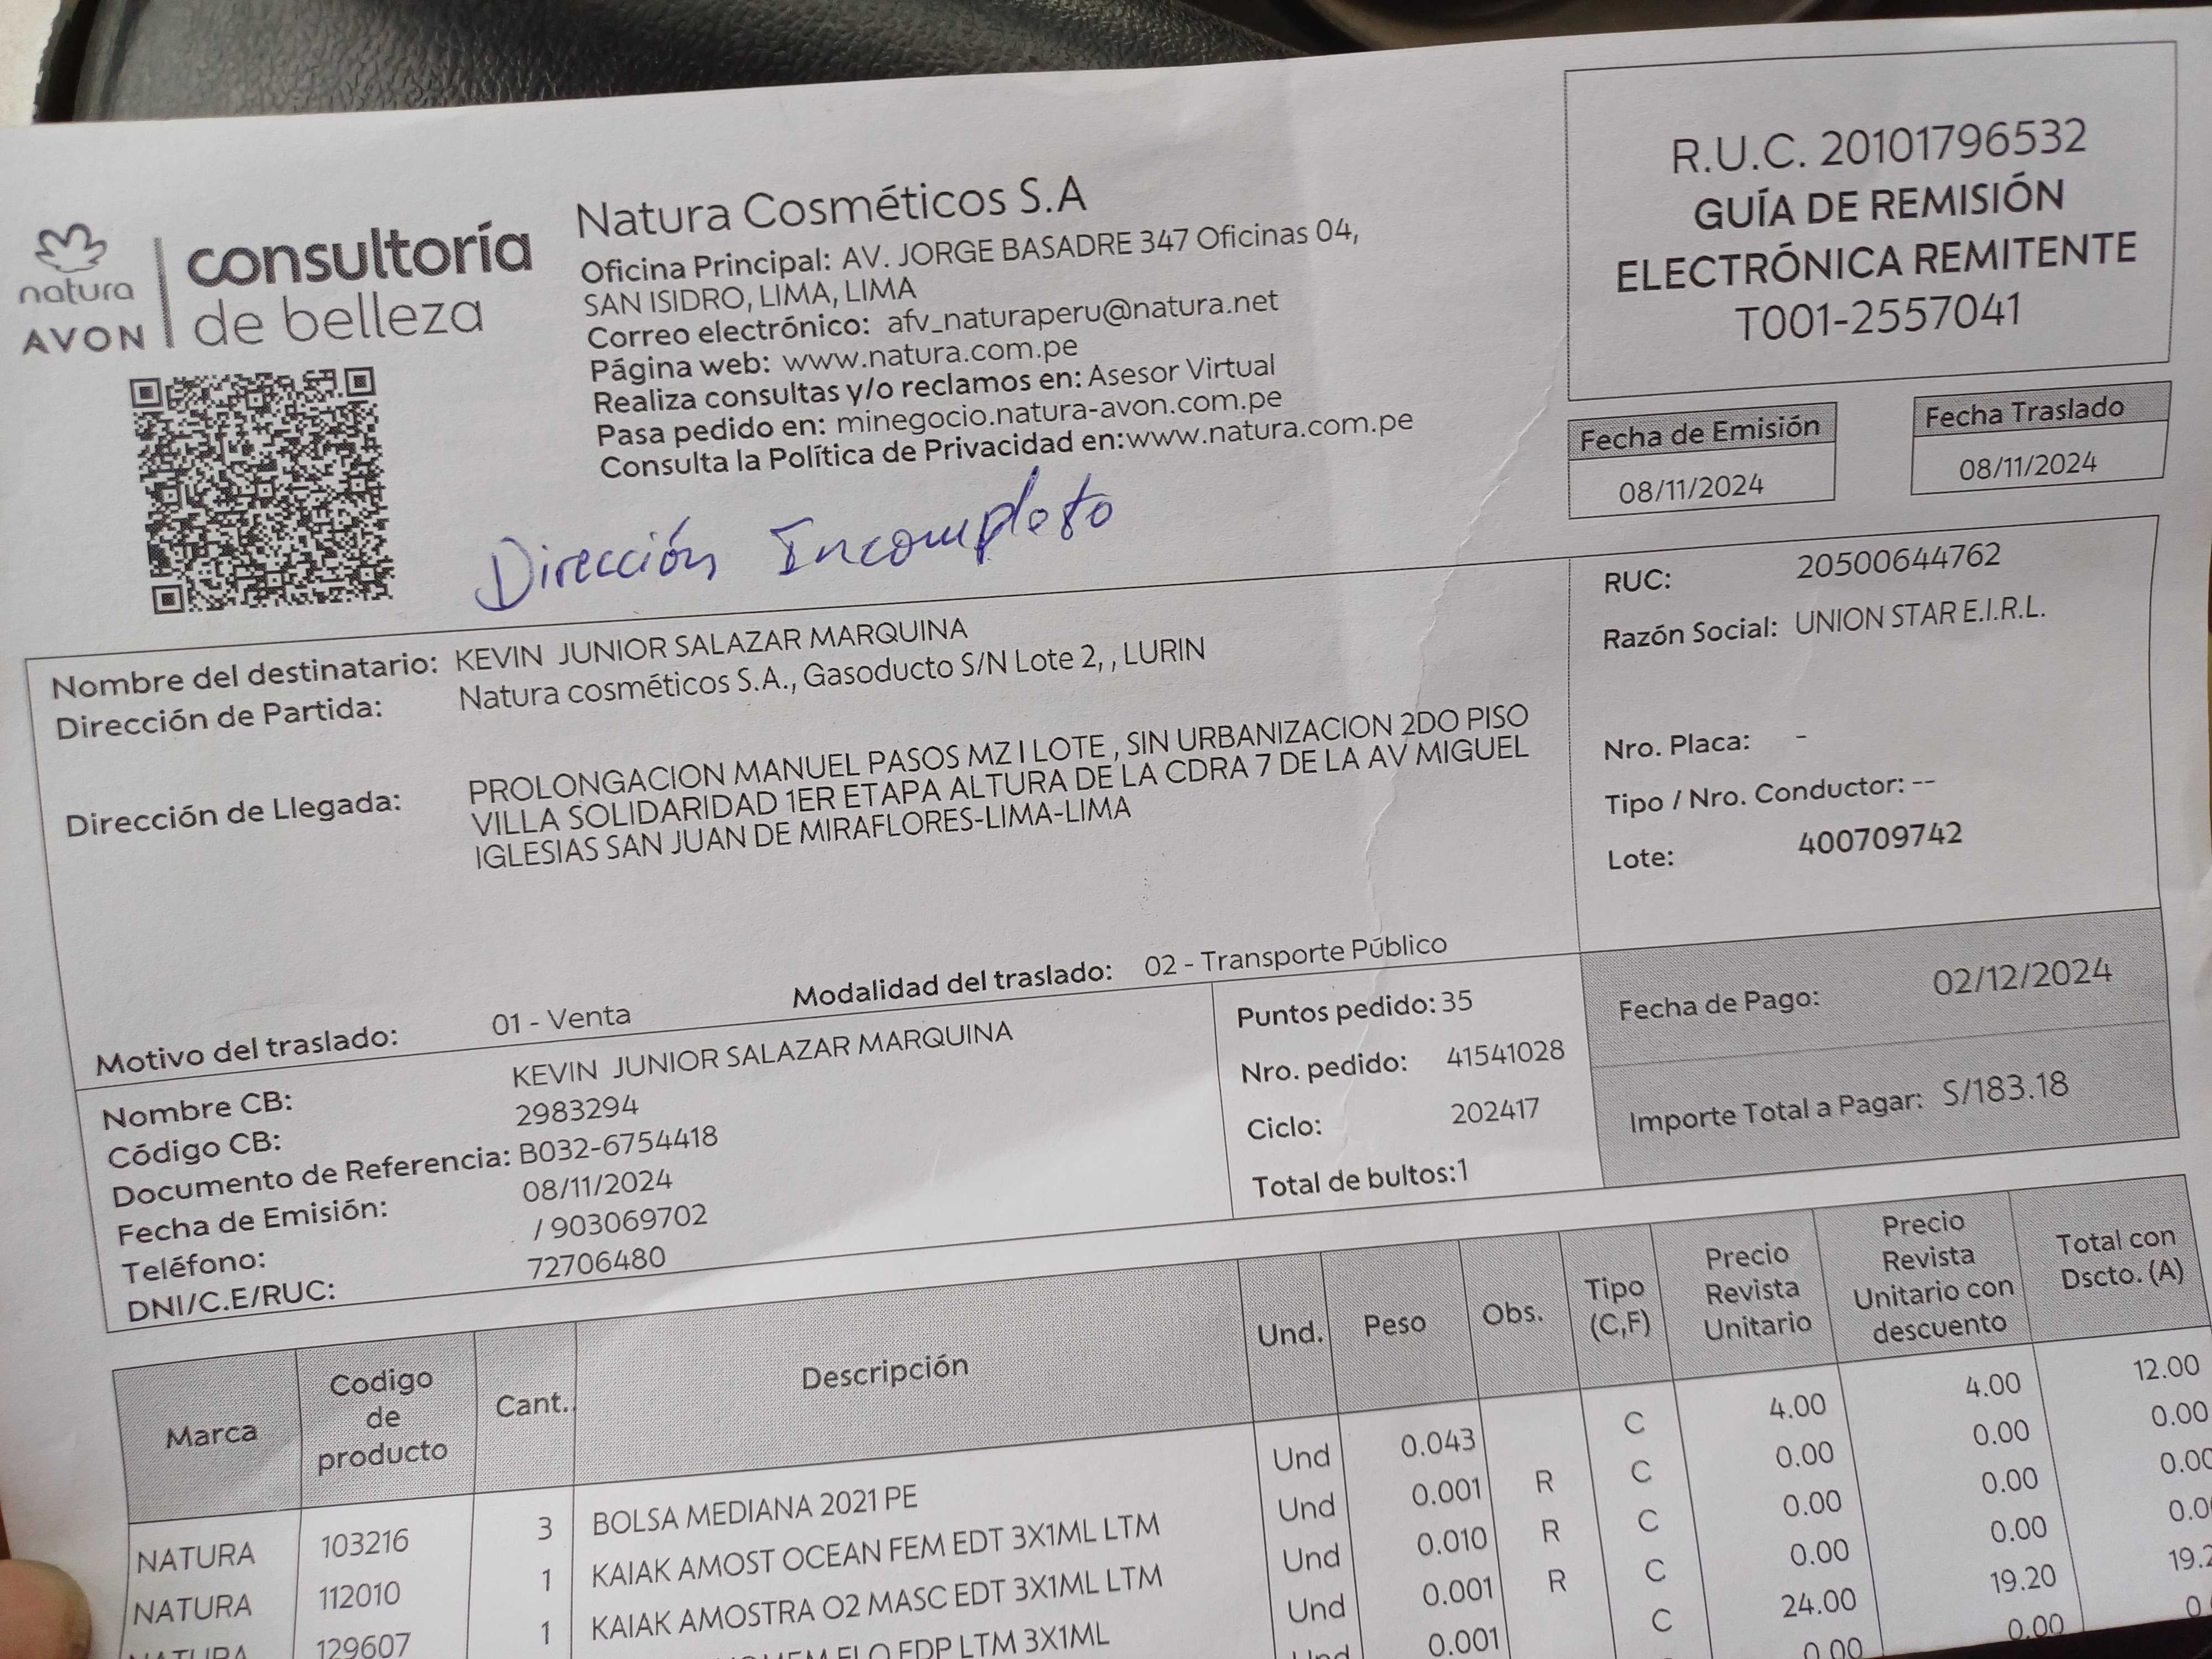 natura
AVON
consultoría
de belleza
Natura Cosméticos S.A
Oficina Principal: AV. JORGE BASADRE 347 Oficinas 04,
SAN ISIDRO, LIMA, LIMA
Correo electrónico: afv_naturaperu@natura.net
Página web: www.natura.com.pe
Realiza consultas y/o reclamos en: Asesor Virtual
Pasa pedido en: minegocio.natura-avon.com.pe
Consulta la Política de Privacidad en:www.natura.com.pe
R.U.C. 20101796532
GUÍA DE REMISIÓN
ELECTRÓNICA REMITENTE
T001-2557041
Fecha de Emisión
08/11/2024
Fecha Traslado
08/11/2024
Dirección Incompleto
Nombre del destinatario: KEVIN JUNIOR SALAZAR MARQUINA
Dirección de Partida: Natura cosméticos S.A., Gasoducto S/N Lote 2, , LURIN
Dirección de Llegada: PROLONGACION MANUEL PASOS MZ I LOTE , SIN URBANIZACION 2DO PISO
VILLA SOLIDARIDAD 1ER ETAPA ALTURA DE LA CDRA 7 DE LA AV MIGUEL
IGLESIAS SAN JUAN DE MIRAFLORES-LIMA-LIMA
Motivo del traslado: 01 - Venta Modalidad del traslado: 02 - Transporte Público
RUC: 20500644762
Razón Social: UNION STAR E.I.R.L.
Nro. Placa: -
Tipo / Nro. Conductor: --
Lote: 400709742
Nombre CB: KEVIN JUNIOR SALAZAR MARQUINA
Código CB: 2983294
Documento de Referencia: B032-6754418
Fecha de Emisión: 08/11/2024
Teléfono: / 903069702
DNI/C.E/RUC: 72706480
Puntos pedido: 35
Nro. pedido: 41541028
Ciclo: 202417
Total de bultos:1
Fecha de Pago: 02/12/2024
Importe Total a Pagar: S/183.18
Marca Codigo de producto Cant.. Descripción Und. Peso Obs. Tipo (C,F) Precio Revista Unitario Precio Revista Unitario con descuento Total con Dscto. (A)
NATURA 103216 3 BOLSA MEDIANA 2021 PE Und 0.043 C 4.00 4.00 12.00
NATURA 112010 1 KAIAK AMOST OCEAN FEM EDT 3X1ML LTM Und 0.001 R C 0.00 0.00 0.00
NATURA 129607 1 KAIAK AMOSTRA O2 MASC EDT 3X1ML LTM Und 0.010 R C 0.00 0.00 0.00
EDP LTM 3X1ML Und 0.001 R C 0.00 0.00
Und 0.001 C 24.00 19.20
0.00 0.00